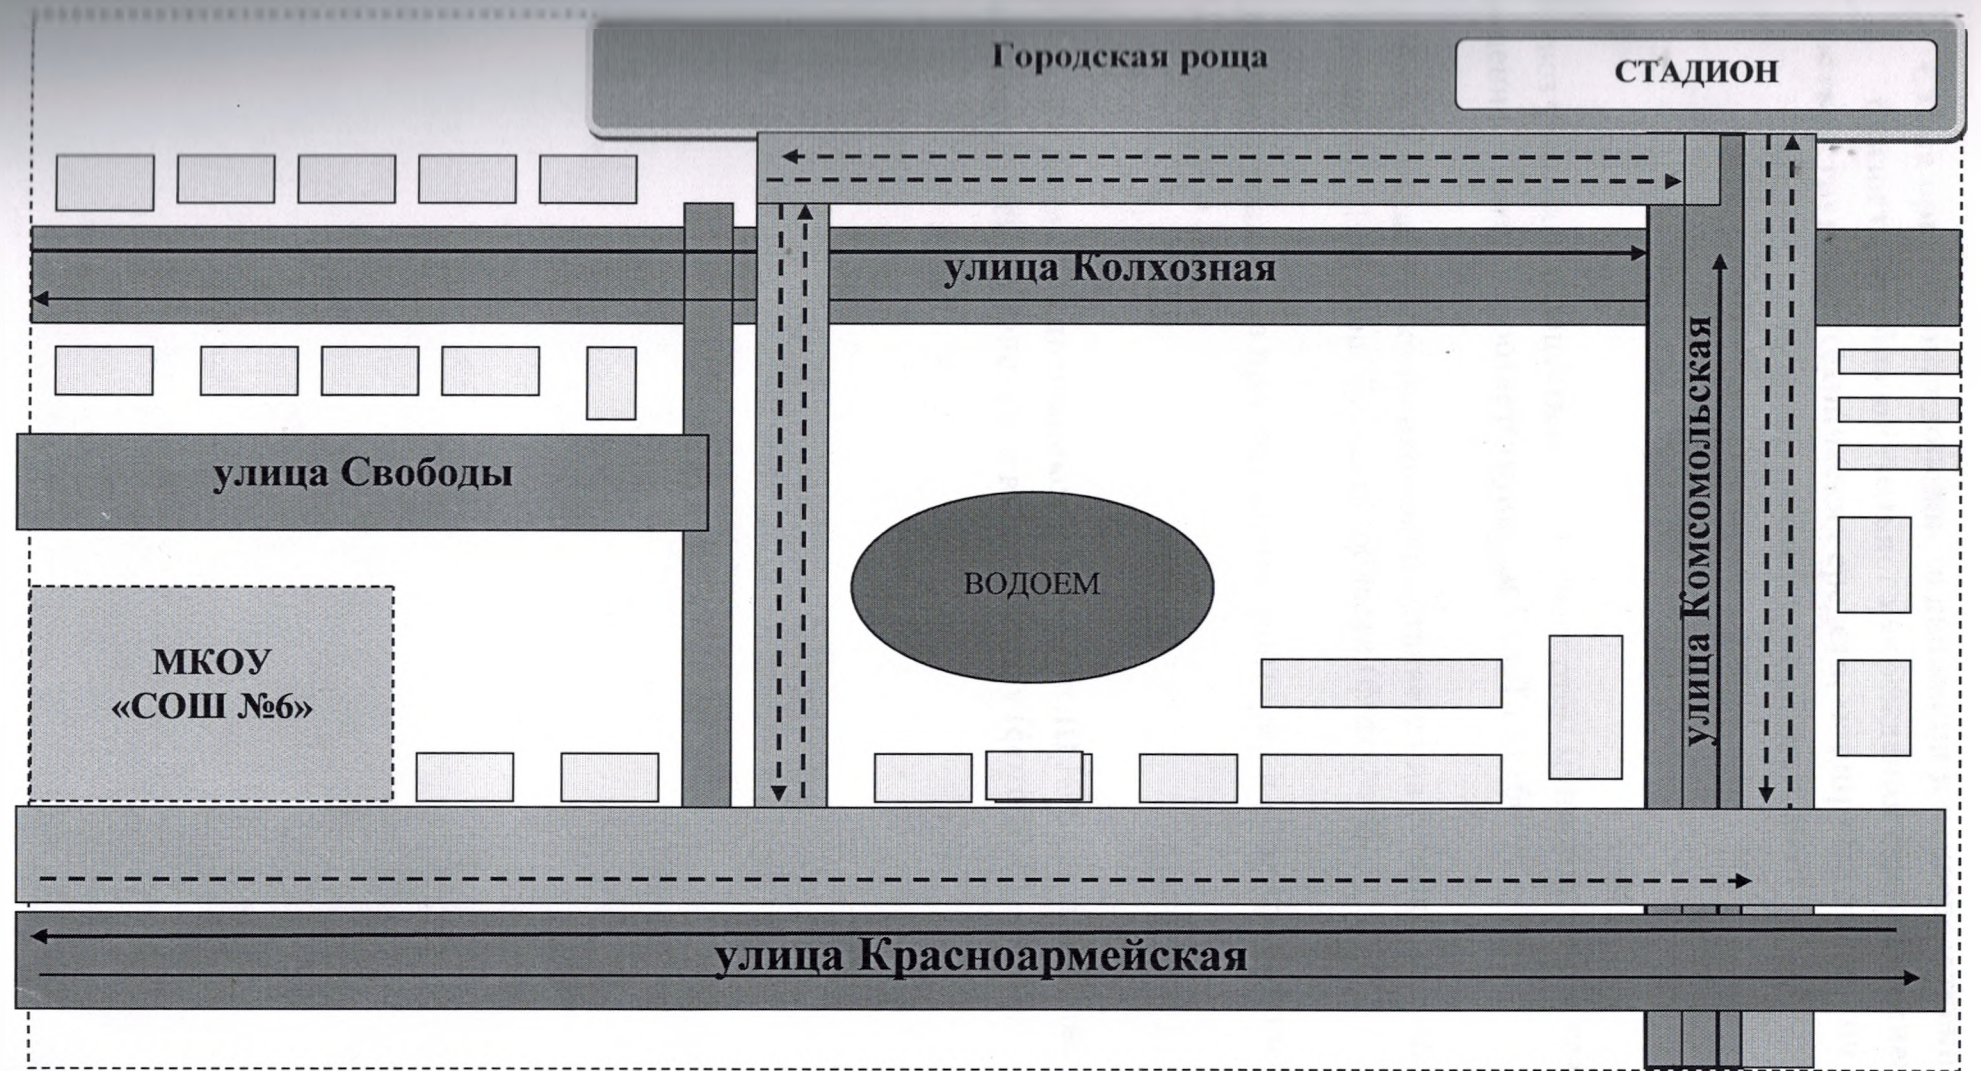 Городская роща
СТАДИОН
улица Колхозная
улица Комсомольская
улица Свободы
ВОДОЕМ
МКОУ
«СОШ №6»
улица Красноармейская